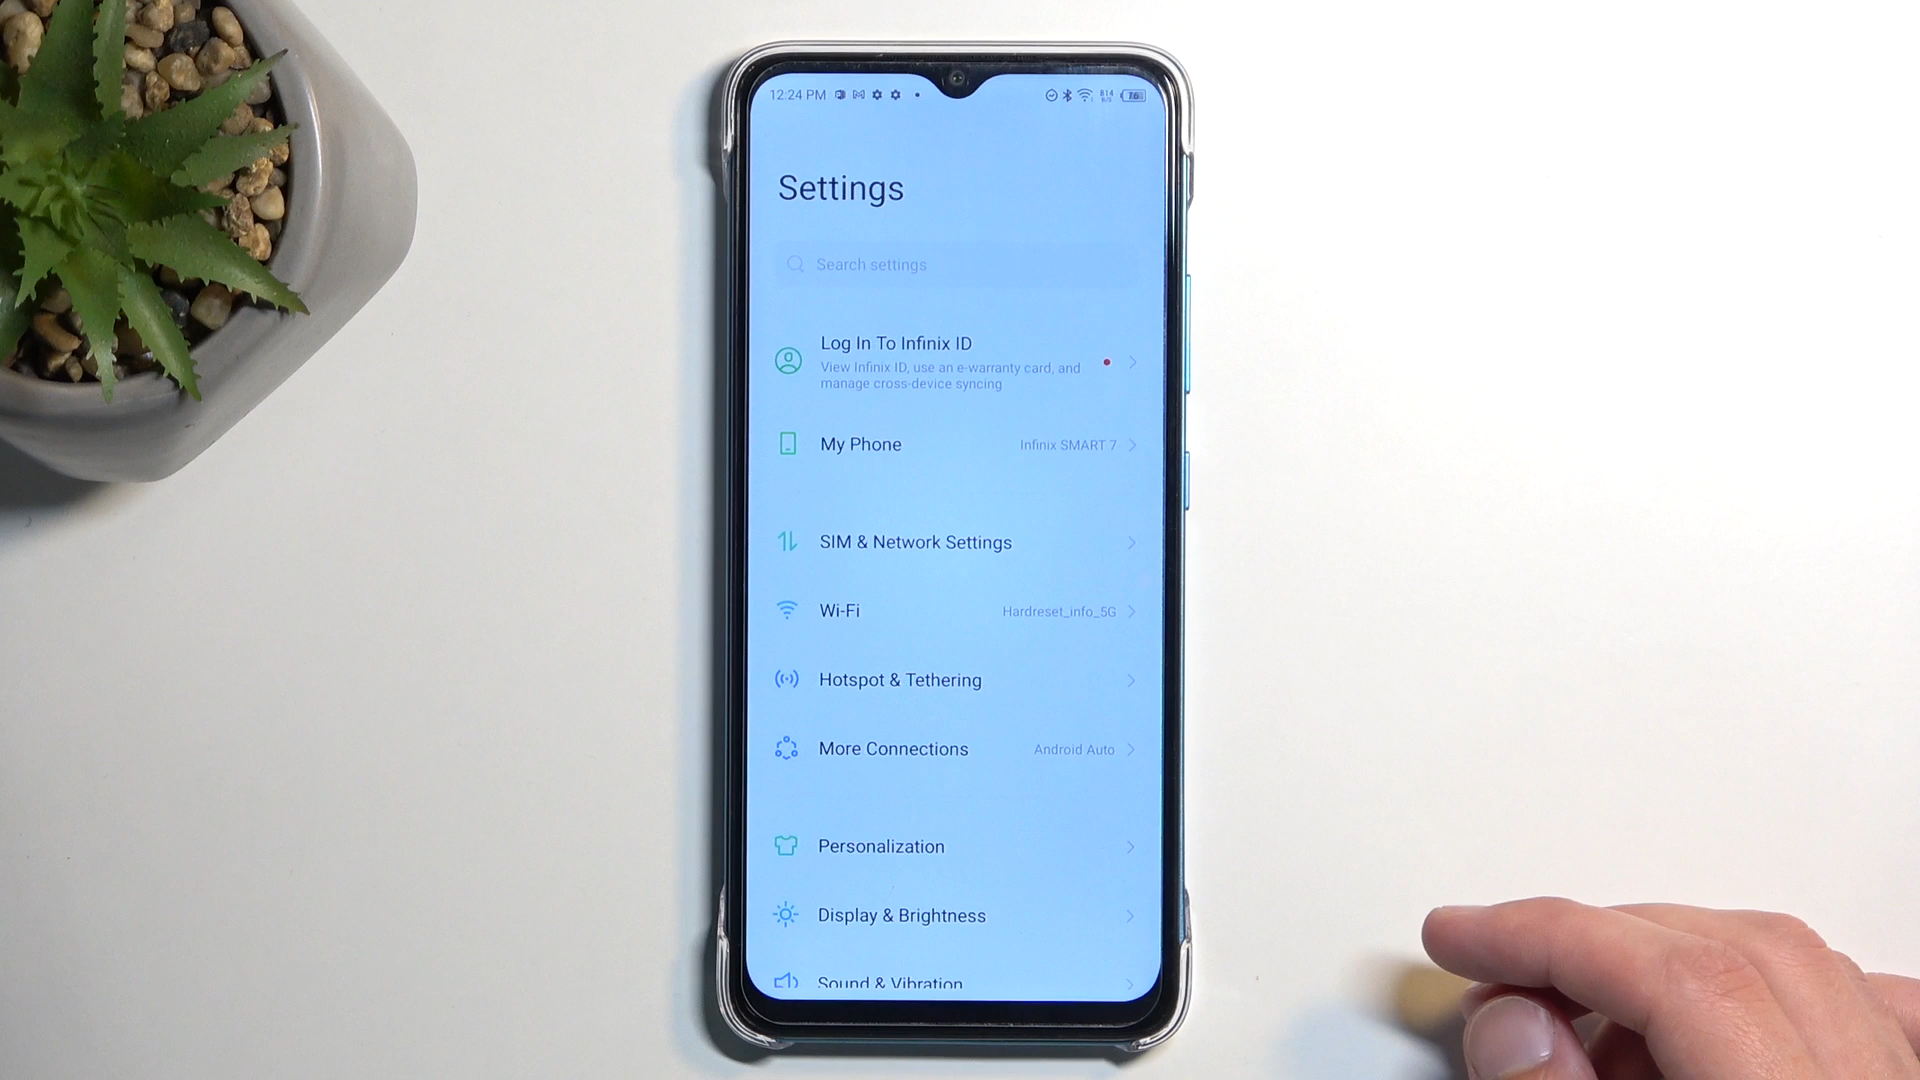 12:24 PM
814
B/S
76
Settings
Search settings
Log In To Infinix ID
View Infinix ID, use an e-warranty card, and
manage cross-device syncing
My Phone Infinix SMART 7
SIM & Network Settings
Wi-Fi Hardreset_info_5G
Hotspot & Tethering
More Connections Android Auto
Personalization
Display & Brightness
Sound & Vibration